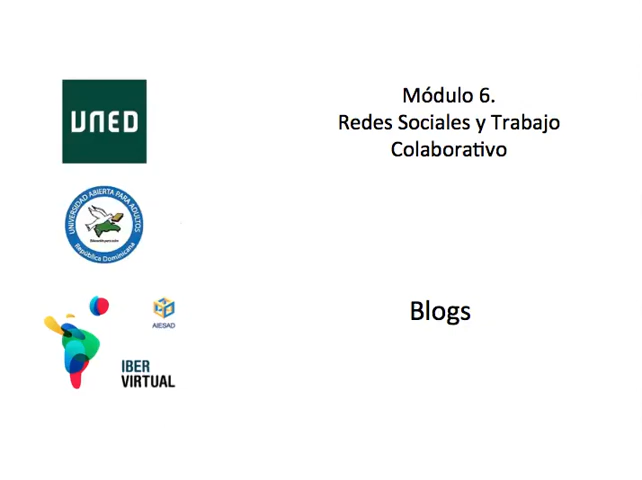 UNED
UNIVERSIDAD ABIERTA PARA ADULTOS
República Dominicana
AIESAD
IBER
VIRTUAL
Módulo 6.
Redes Sociales y Trabajo
Colaborativo
Blogs